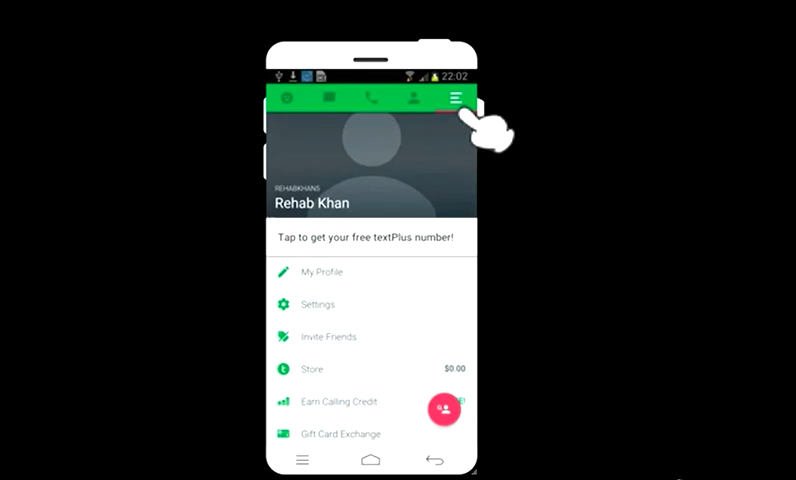 22:02
REHABKHANS
Rehab Khan
Tap to get your free textPlus number!
My Profile
Settings
Invite Friends
Store $0.00
Earn Calling Credit
Gift Card Exchange